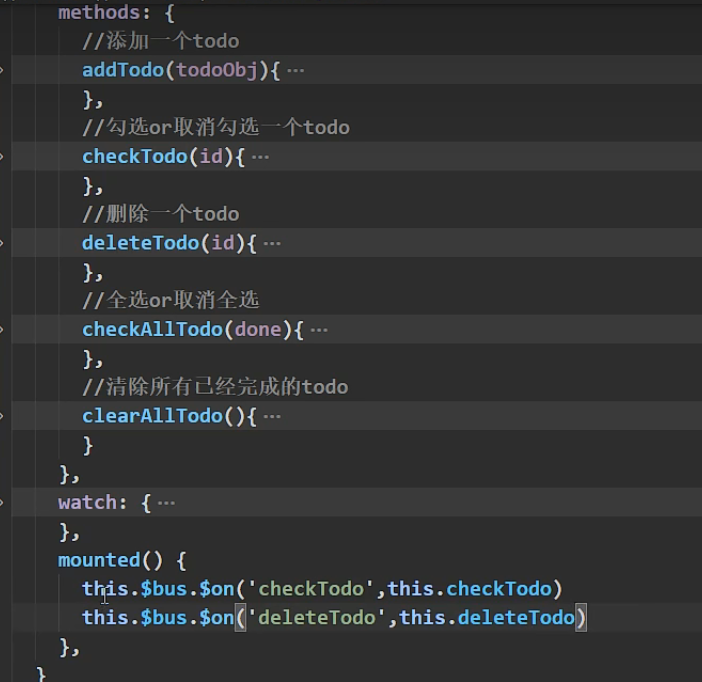 methods: {
//添加一个todo
addTodo(todoObj){ ···
},
//勾选or取消勾选一个todo
checkTodo(id){ ···
},
//删除一个todo
deleteTodo(id){ ···
},
//全选or取消全选
checkAllTodo(done){ ···
},
//清除所有已经完成的todo
clearAllTodo(){ ···
}
},
watch: { ···
},
mounted() {
this.$bus.$on('checkTodo',this.checkTodo)
this.$bus.$on('deleteTodo',this.deleteTodo)
},
}